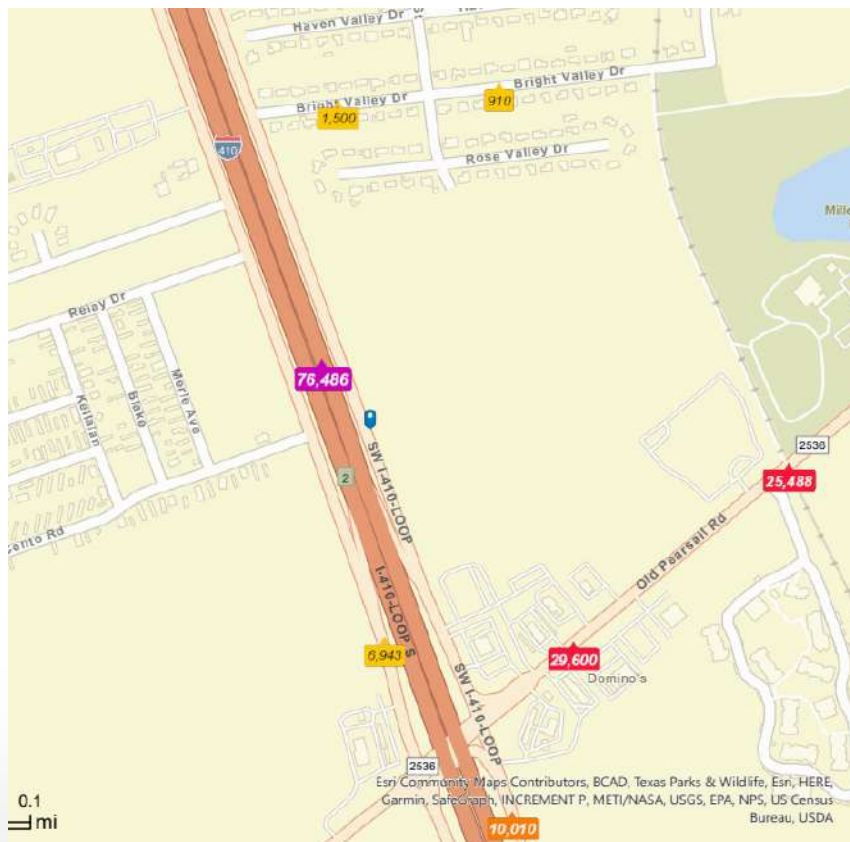 Haven Valley Dr
Bright Valley Dr
910
Bright Valley Dr
1,500
410
Rose Valley Dr
Mille
Relay Dr
76,486
Merle Ave
Blake
Keilalan
SW I-410-LOOP
2536
2
25,488
cento Rd
Old Pearsall Rd
I-410-LOOP S
6,943
29,600
SW I-410-LOOP
Domino's
2536
Esri Community Maps Contributors, BCAD, Texas Parks & Wildlife, Esri, HERE,
Garmin, SafeGraph, INCREMENT P, METI/NASA, USGS, EPA, NPS, US Census
Bureau, USDA
0.1
mi
10,010